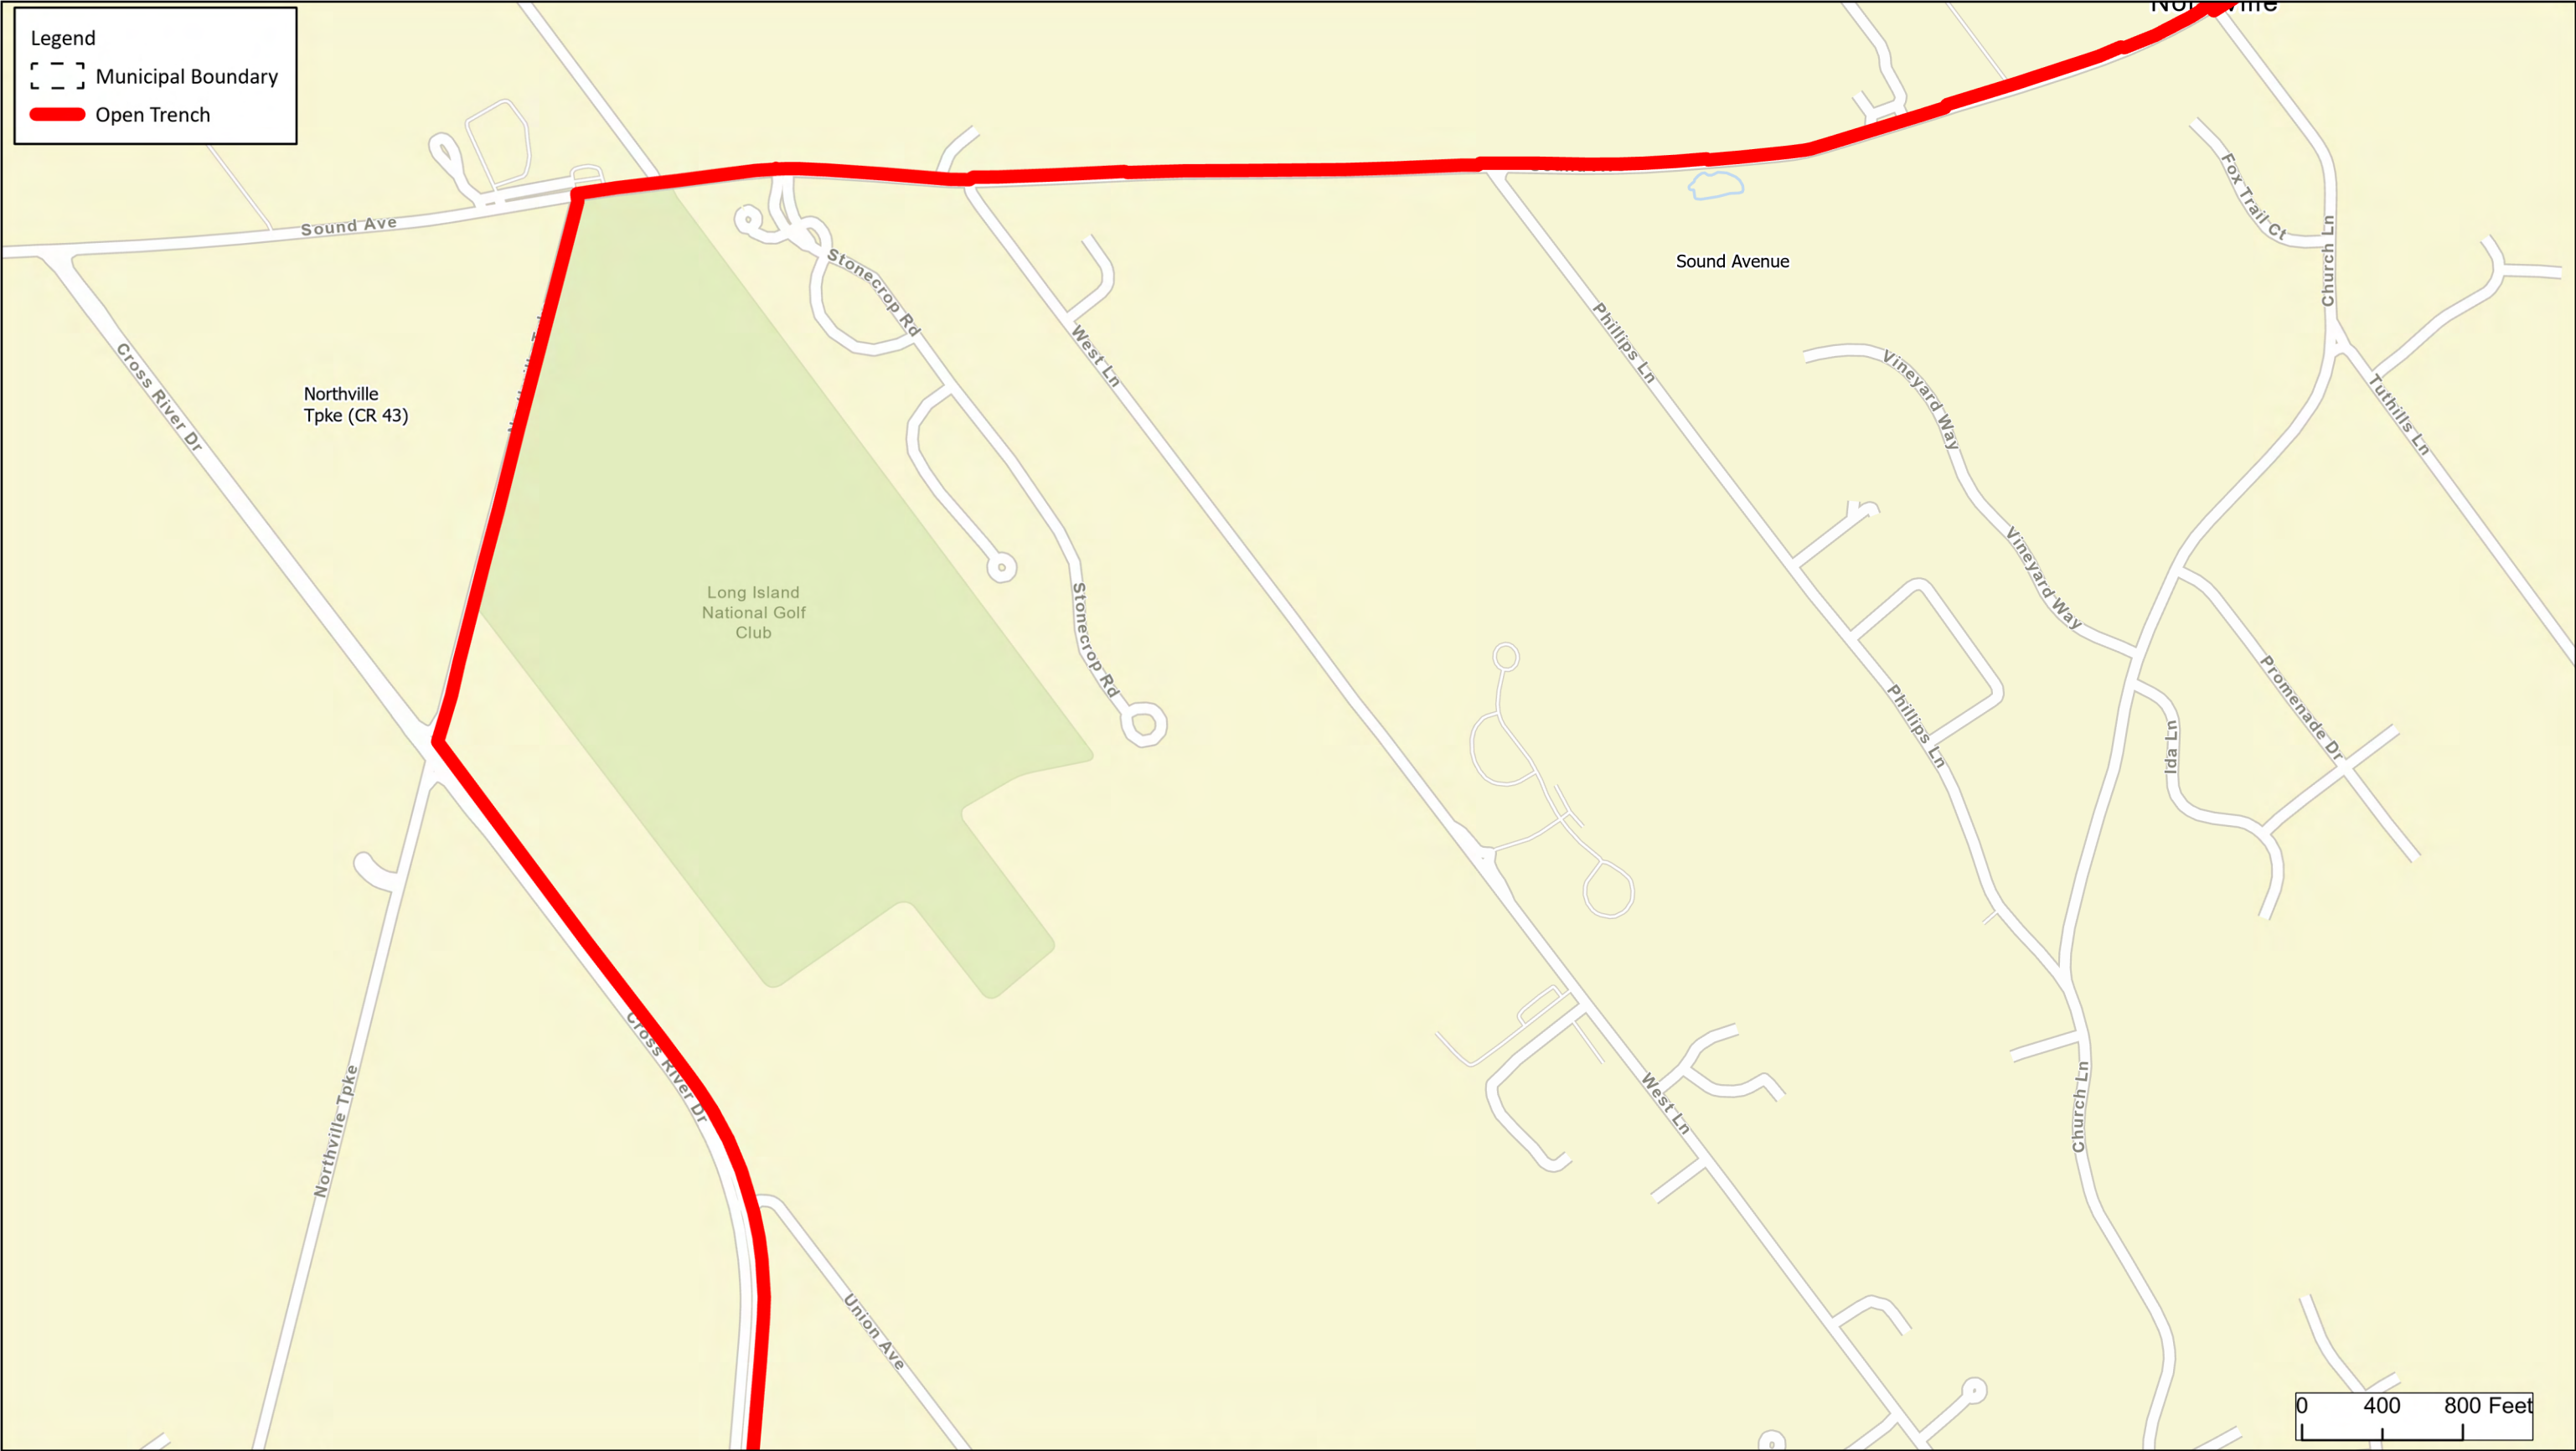 Legend
Municipal Boundary
Open Trench
Sound Ave
Stonecrop Rd
Fox Trail Ct
Church Ln
Sound Avenue
Cross River Dr
Northville
Tpke (CR 43)
West Ln
Phillips Ln
Vineyard Way
Tuthills Ln
Long Island
National Golf
Club
Stonecrop Rd
Vineyard Way
Phillips Ln
Promenade Dr
Ida Ln
Cross River Dr
Northville Tpke
West Ln
Church Ln
Union Ave
0 400 800 Feet